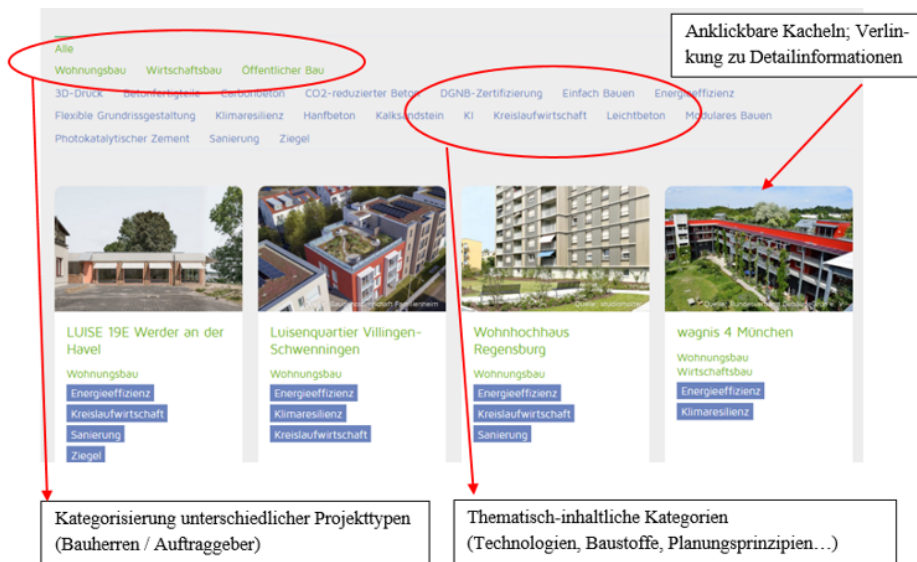 Anklickbare Kacheln; Verlin-
kung zu Detailinformationen
Alle
Wohnungsbau Wirtschaftsbau Öffentlicher Bau
3D-Druck Betonfertigteile Carbonbeton CO2-reduzierter Beton DGNB-Zertifizierung Einfach Bauen Energieeffizienz
Flexible Grundrissgestaltung Klimaresilienz Hanfbeton Kalksandstein KI Kreislaufwirtschaft Leichtbeton Modulares Bauen
Photokatalytischer Zement Sanierung Ziegel
Familienheim
Quelle:
Quelle:
LUISE 19E Werder an der
Havel
Wohnungsbau
Energieeffizienz
Kreislaufwirtschaft
Sanierung
Ziegel
Luisenquartier Villingen-
Schwenningen
Wohnungsbau
Energieeffizienz
Klimaresilienz
Kreislaufwirtschaft
Wohnhochhaus
Regensburg
Wohnungsbau
Energieeffizienz
Kreislaufwirtschaft
Sanierung
wagnis 4 München
Wohnungsbau
Wirtschaftsbau
Energieeffizienz
Klimaresilienz
Kategorisierung unterschiedlicher Projekttypen
(Bauherren / Auftraggeber)
Thematisch-inhaltliche Kategorien
(Technologien, Baustoffe, Planungsprinzipien…)